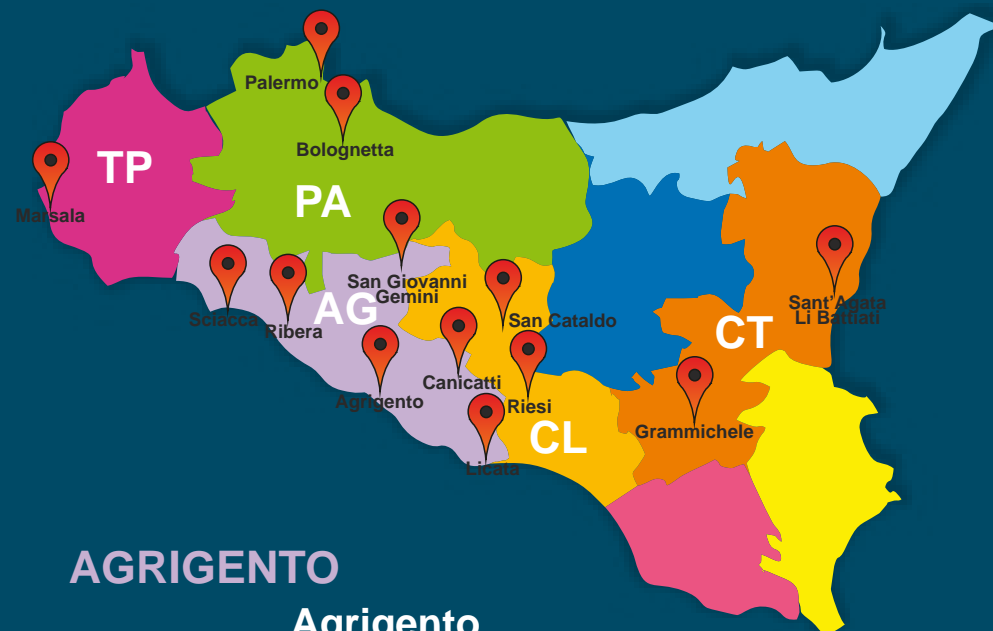 Palermo
Bolognetta
TP
PA
Marsala
San Giovanni
Gemini
AG
Sciacca
Ribera
San Cataldo
Sant'Agata
Li Battiati
CT
Canicatti
Agrigento
Riesi
Grammichele
CL
Licata
AGRIGENTO
Agrigento